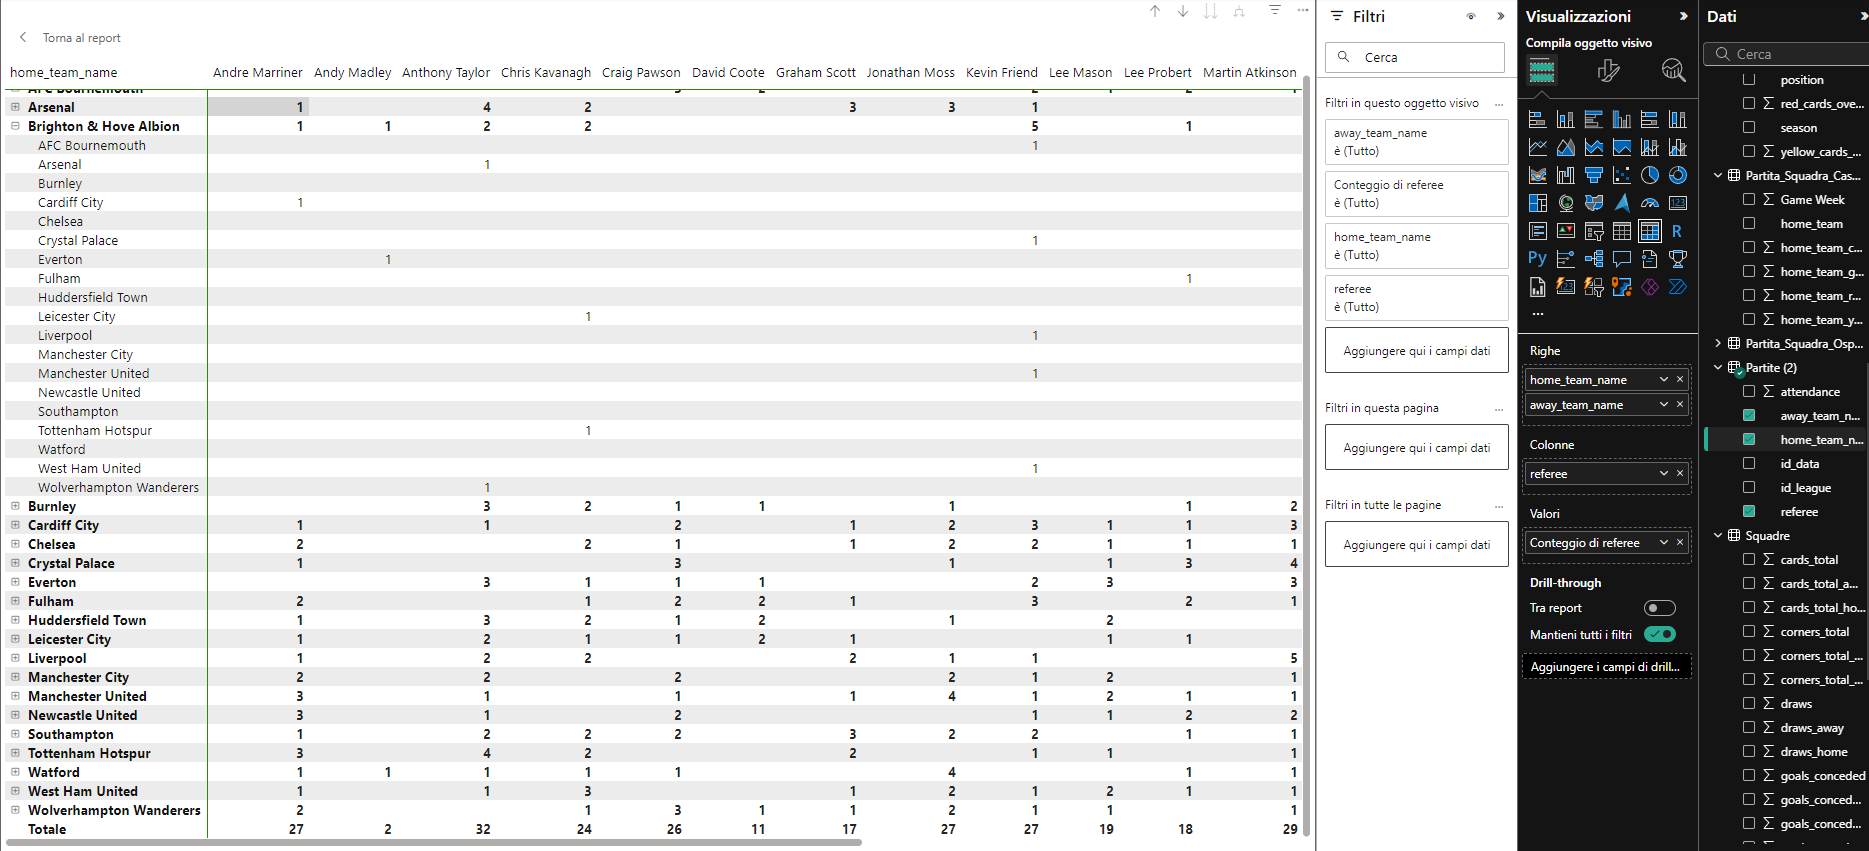 Torna al report
home_team_name Andre Marriner Andy Madley Anthony Taylor Chris Kavanagh Craig Pawson David Coote Graham Scott Jonathan Moss Kevin Friend Lee Mason Lee Probert Martin Atkinson
AFC Bournemouth
Arsenal 1 4 2 3 3 1
Brighton & Hove Albion 1 1 2 2 5 1
AFC Bournemouth 1
Arsenal 1
Burnley
Cardiff City 1
Chelsea
Crystal Palace 1
Everton 1
Fulham 1
Huddersfield Town
Leicester City 1
Liverpool 1
Manchester City
Manchester United 1
Newcastle United
Southampton
Tottenham Hotspur 1
Watford
West Ham United 1
Wolverhampton Wanderers 1
Burnley 3 2 1 1 1 1 2
Cardiff City 1 1 2 1 2 3 1 1 3
Chelsea 2 2 1 1 2 2 1 1 1
Crystal Palace 1 3 1 1 3 4
Everton 3 1 1 1 2 3 3
Fulham 2 1 2 2 1 3 2 1
Huddersfield Town 1 3 2 1 2 1 2
Leicester City 1 2 1 1 2 1 1 1
Liverpool 1 2 2 2 1 1 5
Manchester City 2 2 2 2 1 2 1
Manchester United 3 1 1 1 4 1 2 1 1
Newcastle United 3 1 2 1 1 2 2
Southampton 1 2 2 2 3 2 2 1 1
Tottenham Hotspur 3 4 2 2 1 1 1
Watford 1 1 1 1 1 4 1 1
West Ham United 1 1 3 1 2 1 2 1 1
Wolverhampton Wanderers 2 1 3 1 1 2 1 1 1
Totale 27 2 32 24 26 11 17 27 27 19 18 29
Filtri
Cerca
Filtri in questo oggetto visivo ...
away_team_name
è (Tutto)
Conteggio di referee
è (Tutto)
home_team_name
è (Tutto)
referee
è (Tutto)
Aggiungere qui i campi dati
Filtri in questa pagina ...
Aggiungere qui i campi dati
Filtri in tutte le pagine ...
Aggiungere qui i campi dati
Visualizzazioni
Compila oggetto visivo
123
R
Py
123
...
Righe
home_team_name
away_team_name
Colonne
referee
Valori
Conteggio di referee
Drill-through
Tra report
Mantieni tutti i filtri
Aggiungere i campi di drill...
Dati
Cerca
position
red_cards_ove...
season
yellow_cards_...
Partita_Squadra_Cas...
Game Week
home_team
home_team_c...
home_team_g...
home_team_r...
home_team_y...
Partita_Squadra_Osp...
Partite (2)
attendance
away_team_n...
home_team_n...
id_data
id_league
referee
Squadre
cards_total
cards_total_a...
cards_total_ho...
corners_total
corners_total_...
corners_total_...
draws
draws_away
draws_home
goals_conceded
goals_conced...
goals_conced...